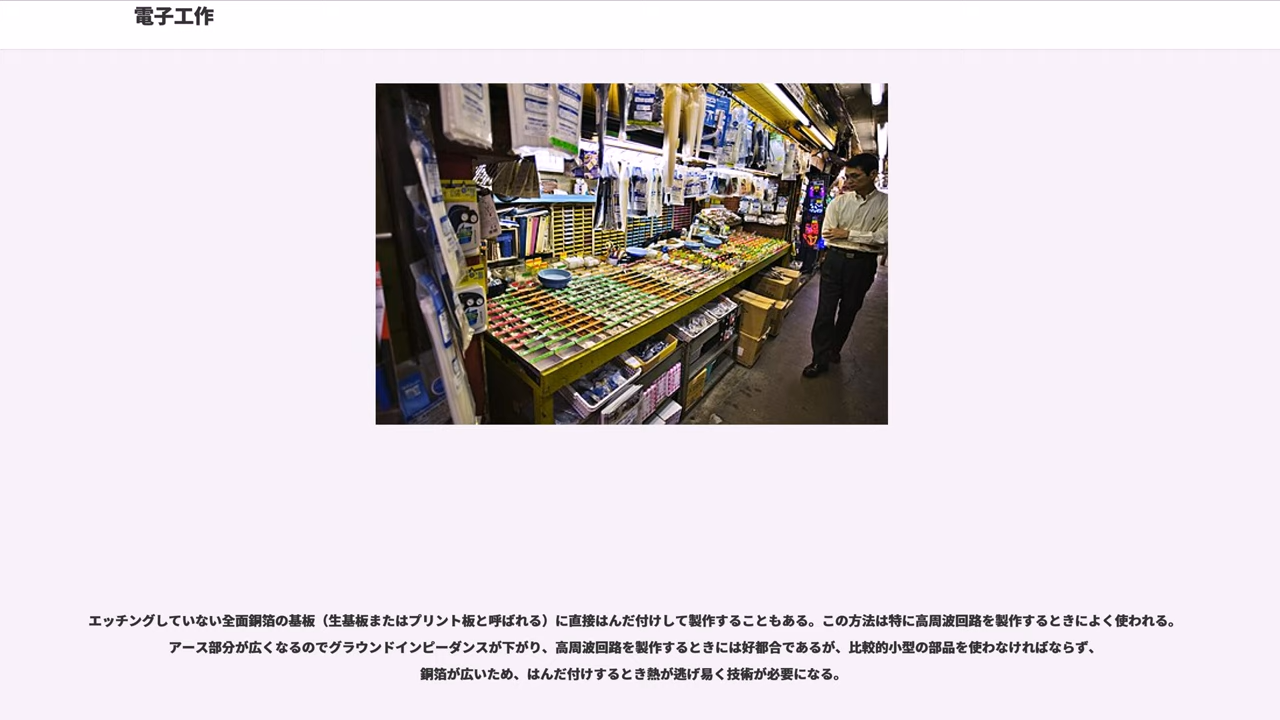 電子工作
エッチングしていない全面銅箔の基板（生基板またはプリント板と呼ばれる）に直接はんだ付けして製作することもある。この方法は特に高周波回路を製作するときによく使われる。
アース部分が広くなるのでグラウンドインピーダンスが下がり、高周波回路を製作するときには好都合であるが、比較的小型の部品を使わなければならず、
銅箔が広いため、はんだ付けするとき熱が逃げ易く技術が必要になる。